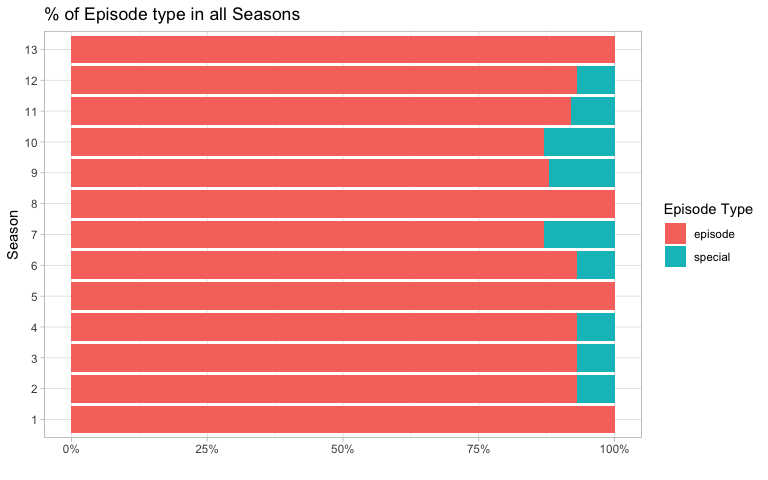 % of Episode type in all Seasons
13
12
11
10
9
8
7
6
5
4
3
2
1
Season
0% 25% 50% 75% 100%
Episode Type
episode
special